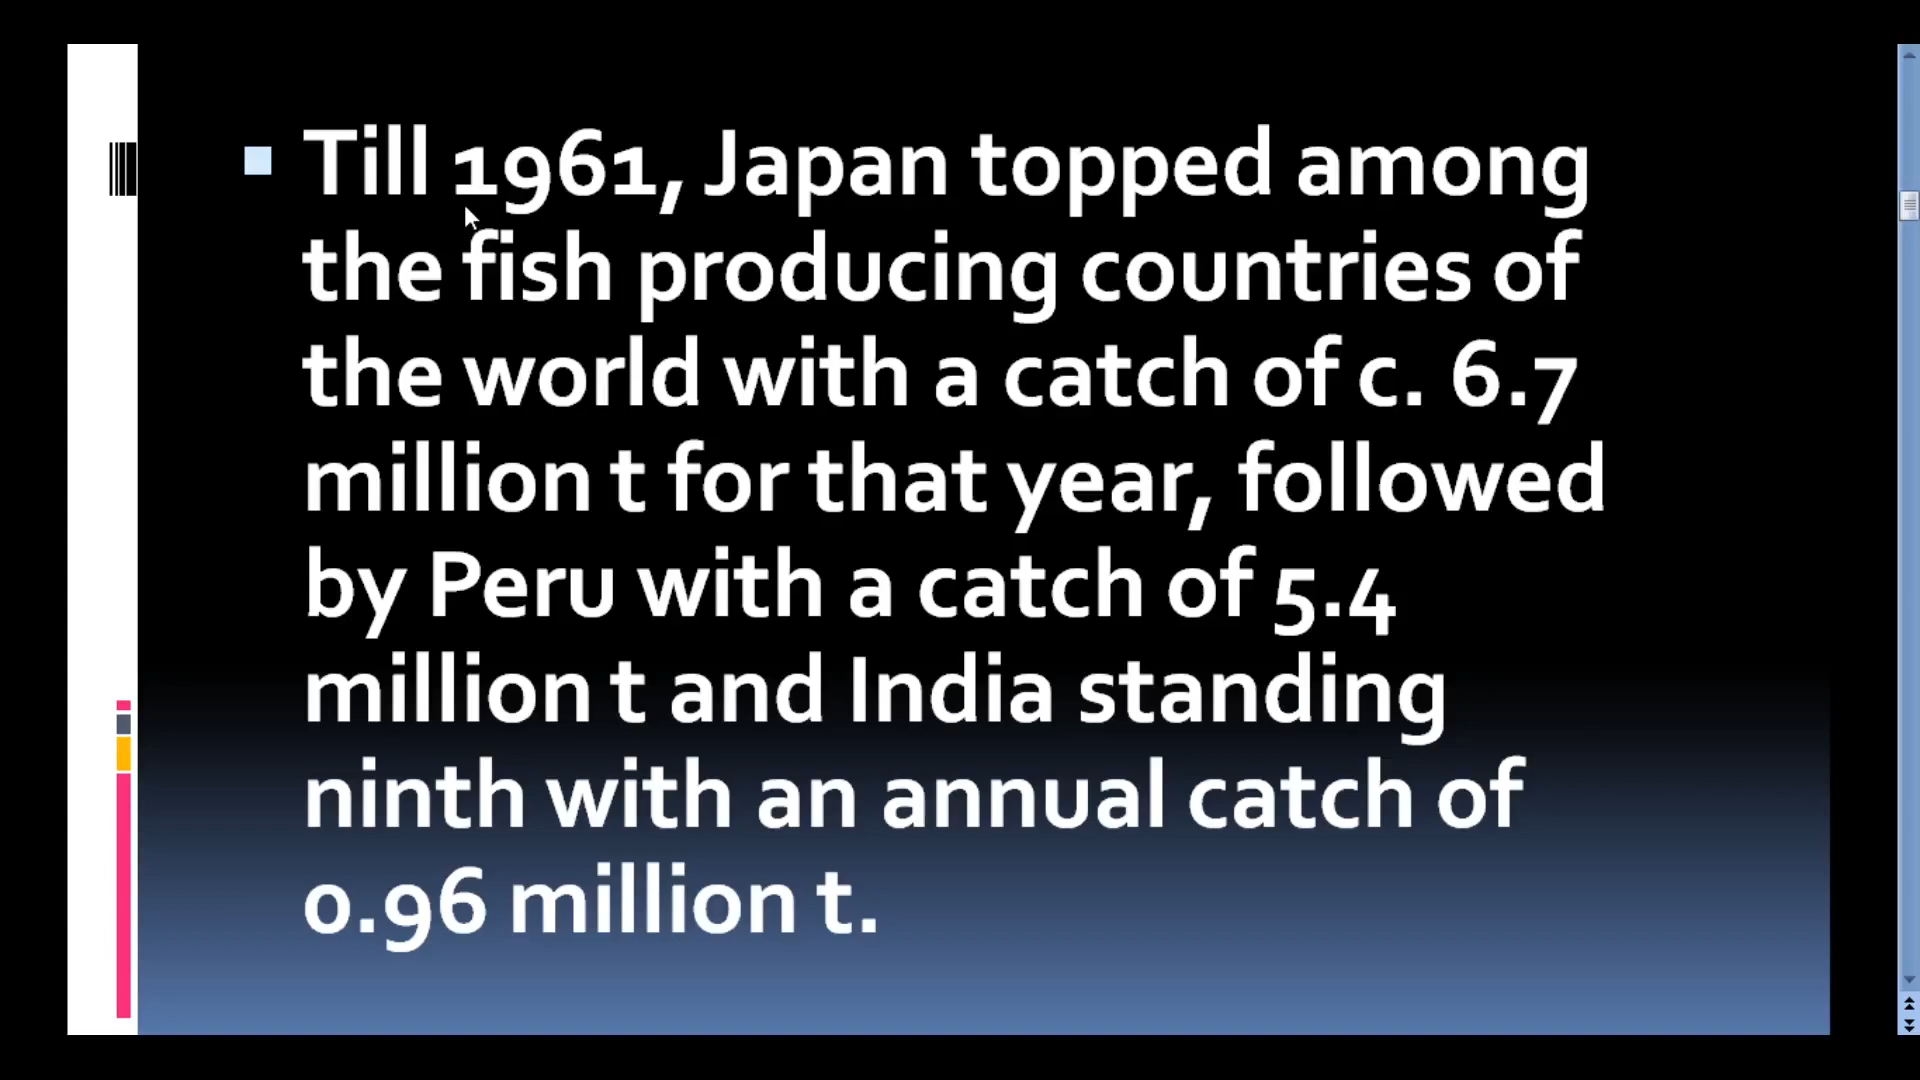 Till 1961, Japan topped among
the fish producing countries of
the world with a catch of c. 6.7
million t for that year, followed
by Peru with a catch of 5.4
million t and India standing
ninth with an annual catch of
0.96 million t.